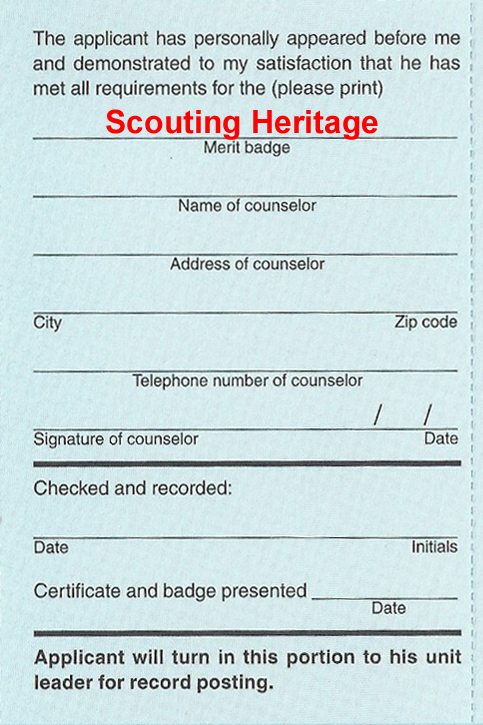 The applicant has personally appeared before me
and demonstrated to my satisfaction that he has
met all requirements for the (please print)
Scouting Heritage
Merit badge
Name of counselor
Address of counselor
City Zip code
Telephone number of counselor
/ /
Signature of counselor Date
Checked and recorded:
Date Initials
Certificate and badge presented
Date
Applicant will turn in this portion to his unit
leader for record posting.